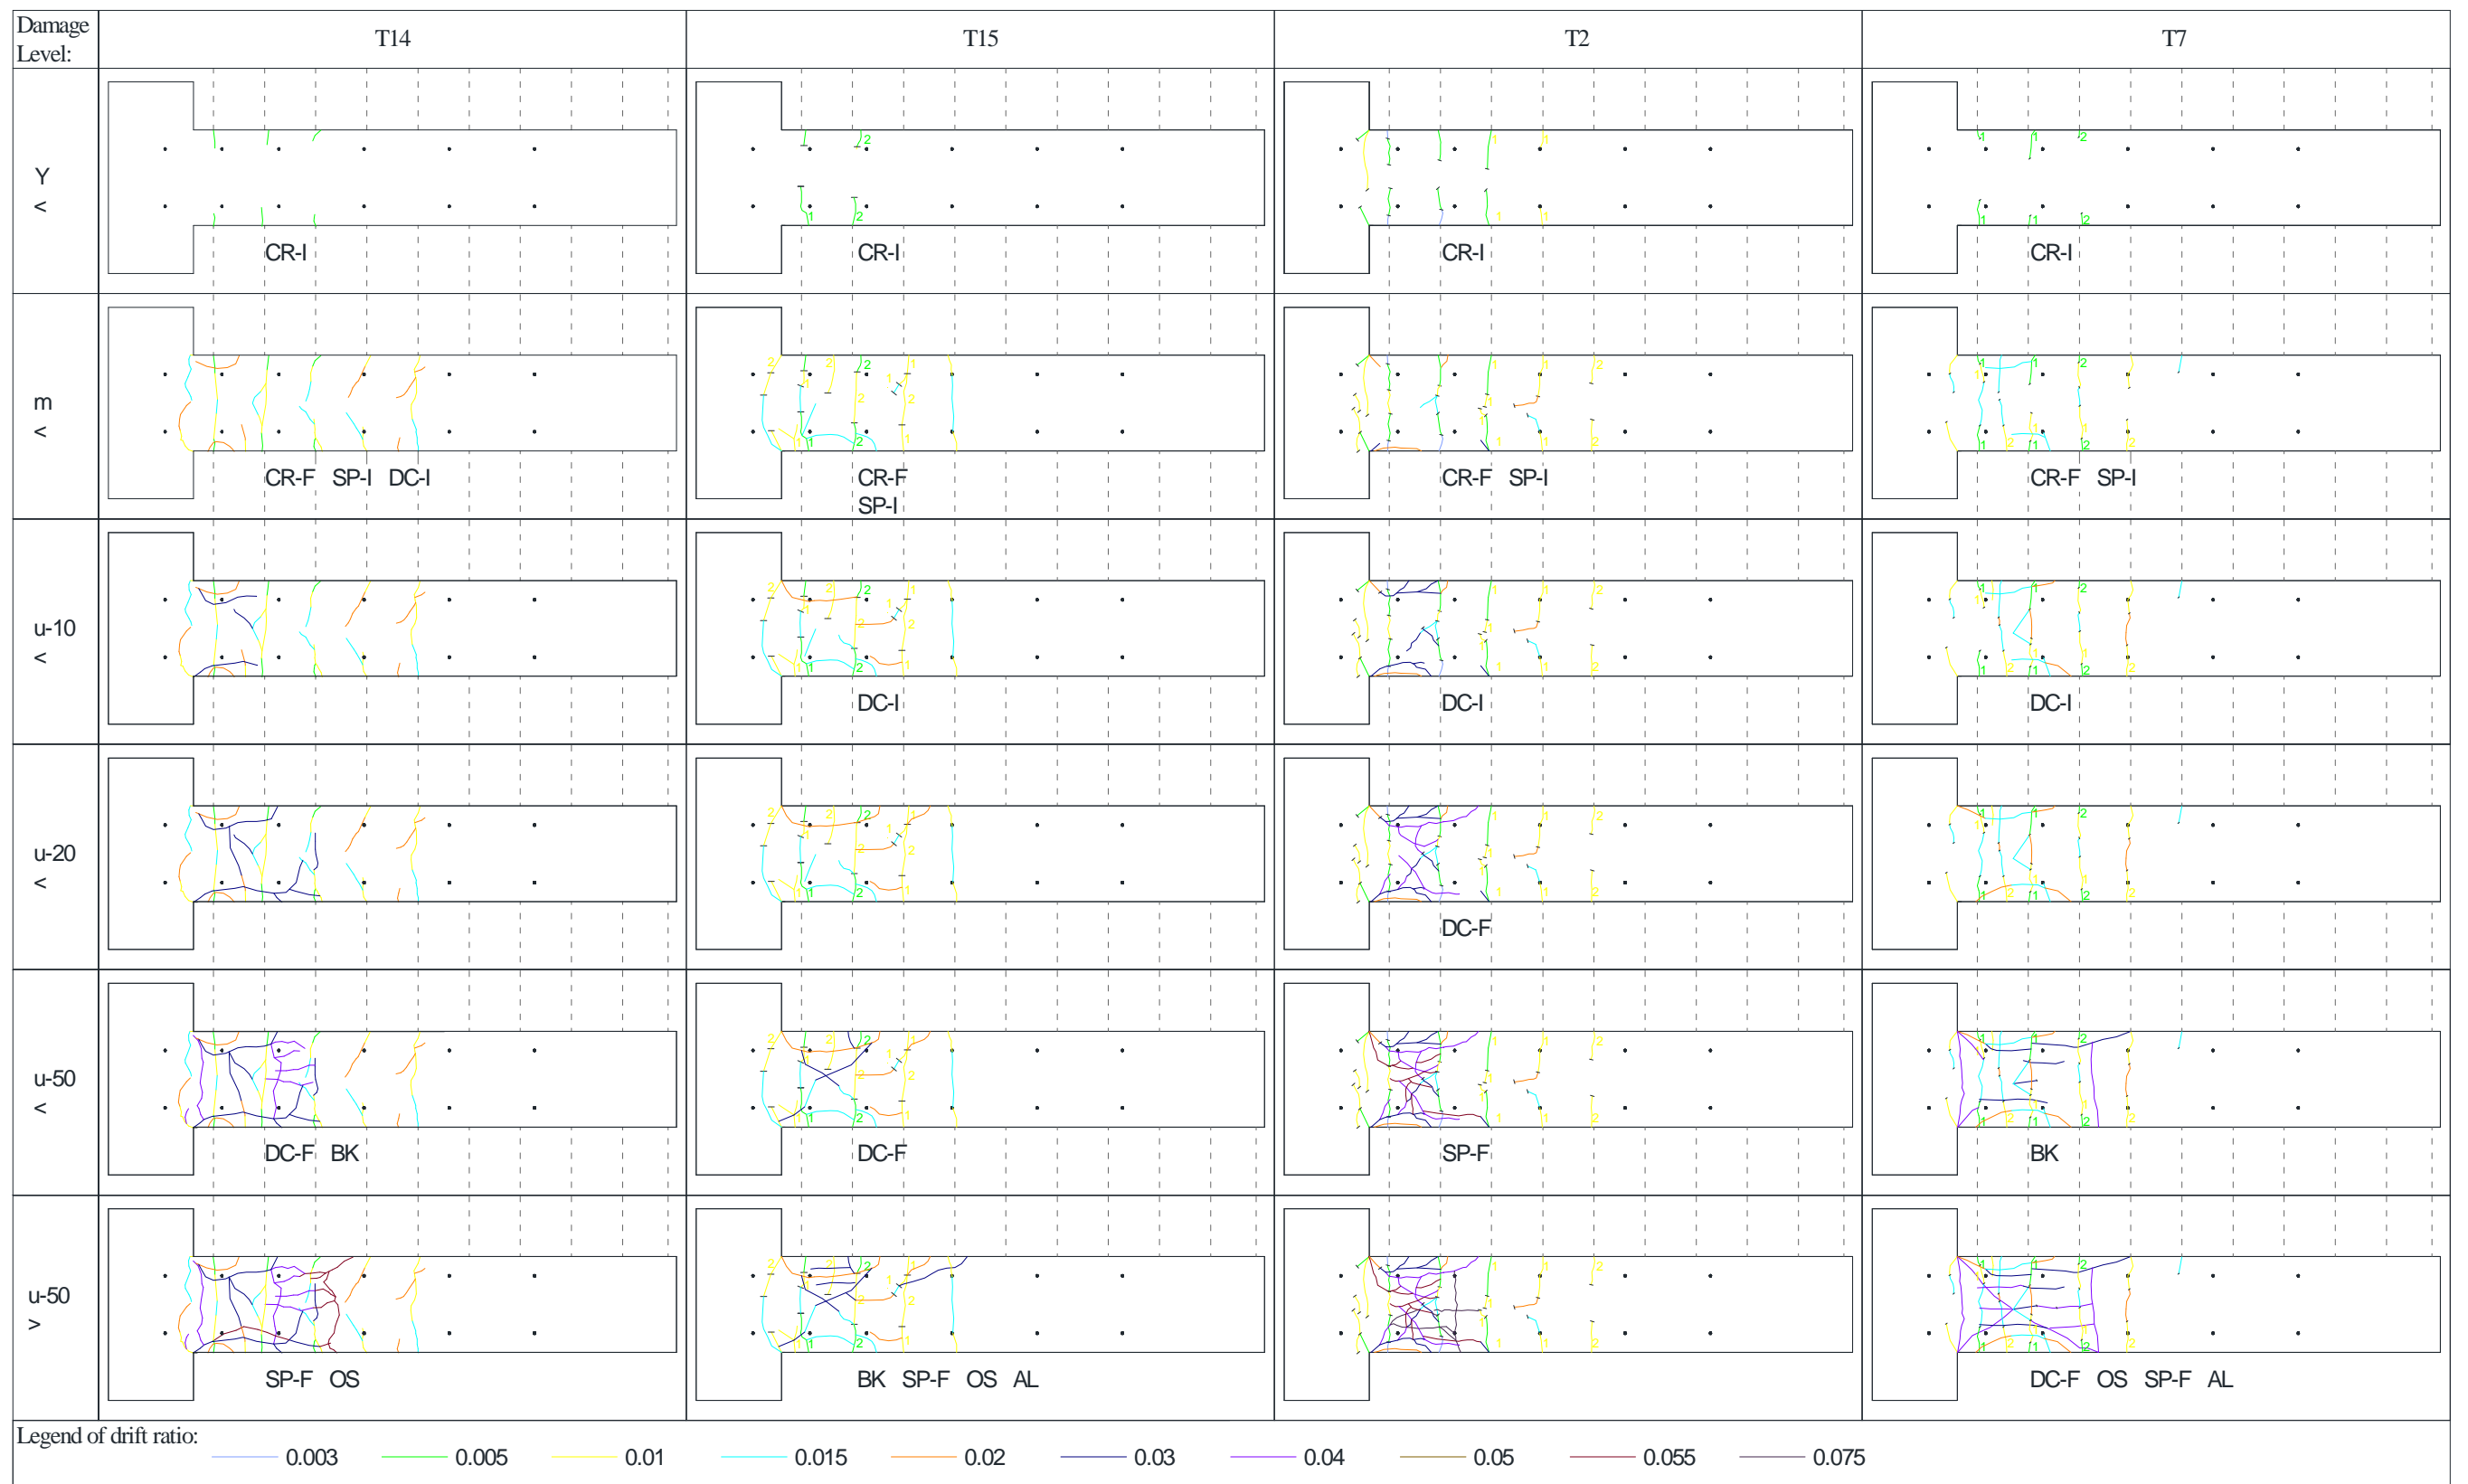 Damage Level: T14 T15 T2 T7
Y
<
CR-I CR-I CR-I CR-I
m
<
CR-F SP-I DC-I CR-F CR-F SP-I CR-F SP-I
SP-I
u-10
<
DC-I DC-I DC-I
u-20
<
DC-F
u-50
<
DC-F BK DC-F SP-F BK
u-50
>
SP-F OS BK SP-F OS AL DC-F OS SP-F AL
Legend of drift ratio:
0.003 0.005 0.01 0.015 0.02 0.03 0.04 0.05 0.055 0.075